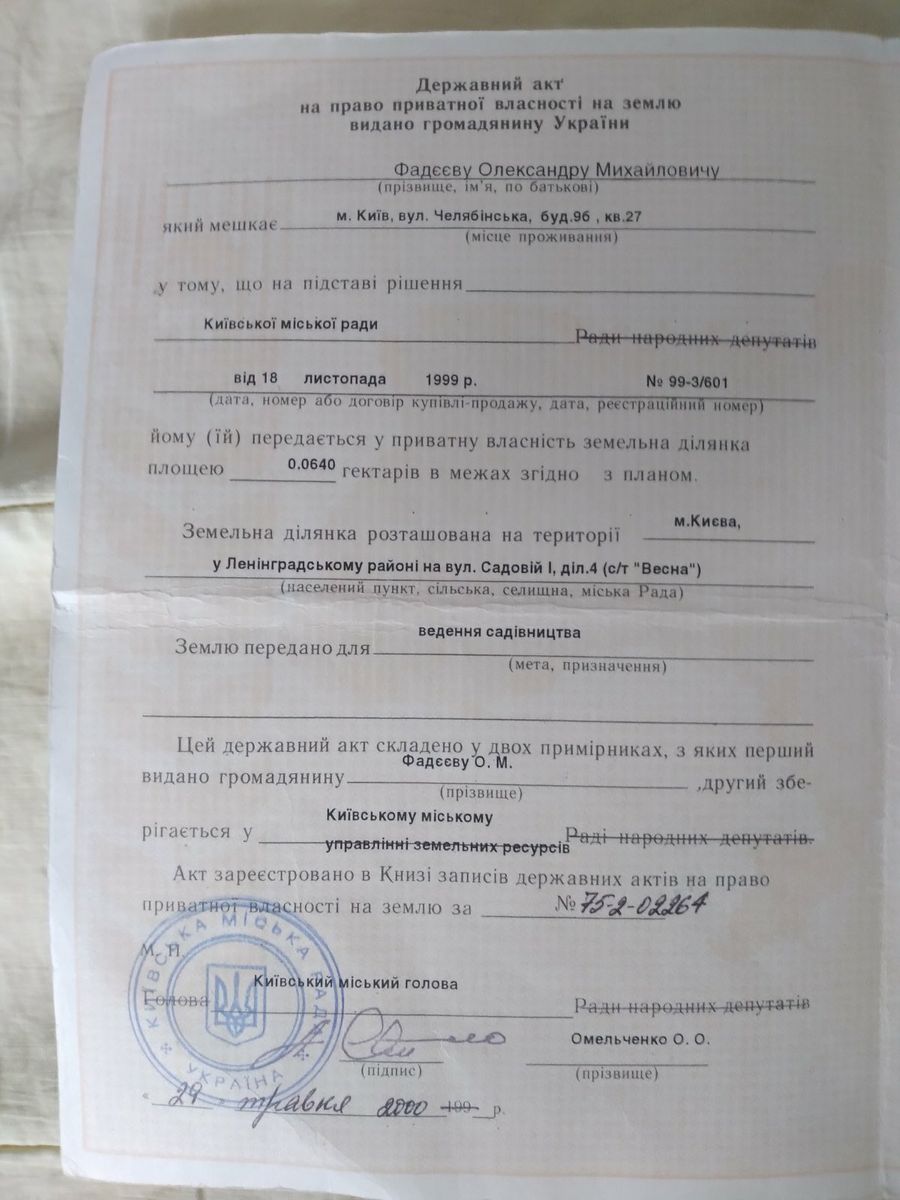 Державний акт
на право приватної власності на землю
видано громадянину України
Фадєєву Олександру Михайловичу
(прізвище, ім'я, по батькові)
який мешкає м. Київ, вул. Челябінська, буд.9б , кв.27
(місце проживання)
у тому, що на підставі рішення
Київської міської ради Ради народних депутатів
від 18 листопада 1999 р. № 99-3/601
(дата, номер або договір купівлі-продажу, дата, реєстраційний номер)
йому (їй) передається у приватну власність земельна ділянка
площею 0.0640 гектарів в межах згідно з планом.
Земельна ділянка розташована на території м.Києва,
у Ленінградському районі на вул. Садовій І, діл.4 (с/т "Весна")
(населений пункт, сільська, селищна, міська Рада)
Землю передано для ведення садівництва
(мета, призначення)
Цей державний акт складено у двох примірниках, з яких перший
видано громадянину Фадєєву О. М. ,другий збе-
(прізвище)
рігається у Київському міському Раді народних депутатів.
управлінні земельних ресурсів
Акт зареєстровано в Книзі записів державних актів на право
приватної власності на землю за № 75-2-02264
М. П.
Київський міський голова
Голова Ради народних депутатів
Омельченко О. О.
(підпис) (прізвище)
КИЇВСЬКА МІСЬКА РАДА
УКРАЇНА
" 29 " травня 2000 199 р.